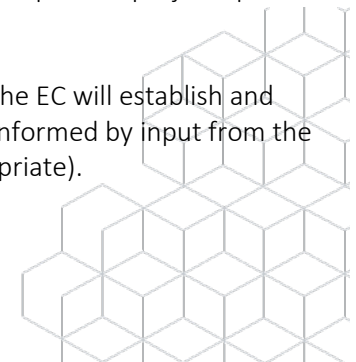 he EC will establish and
nformed by input from the
priate).